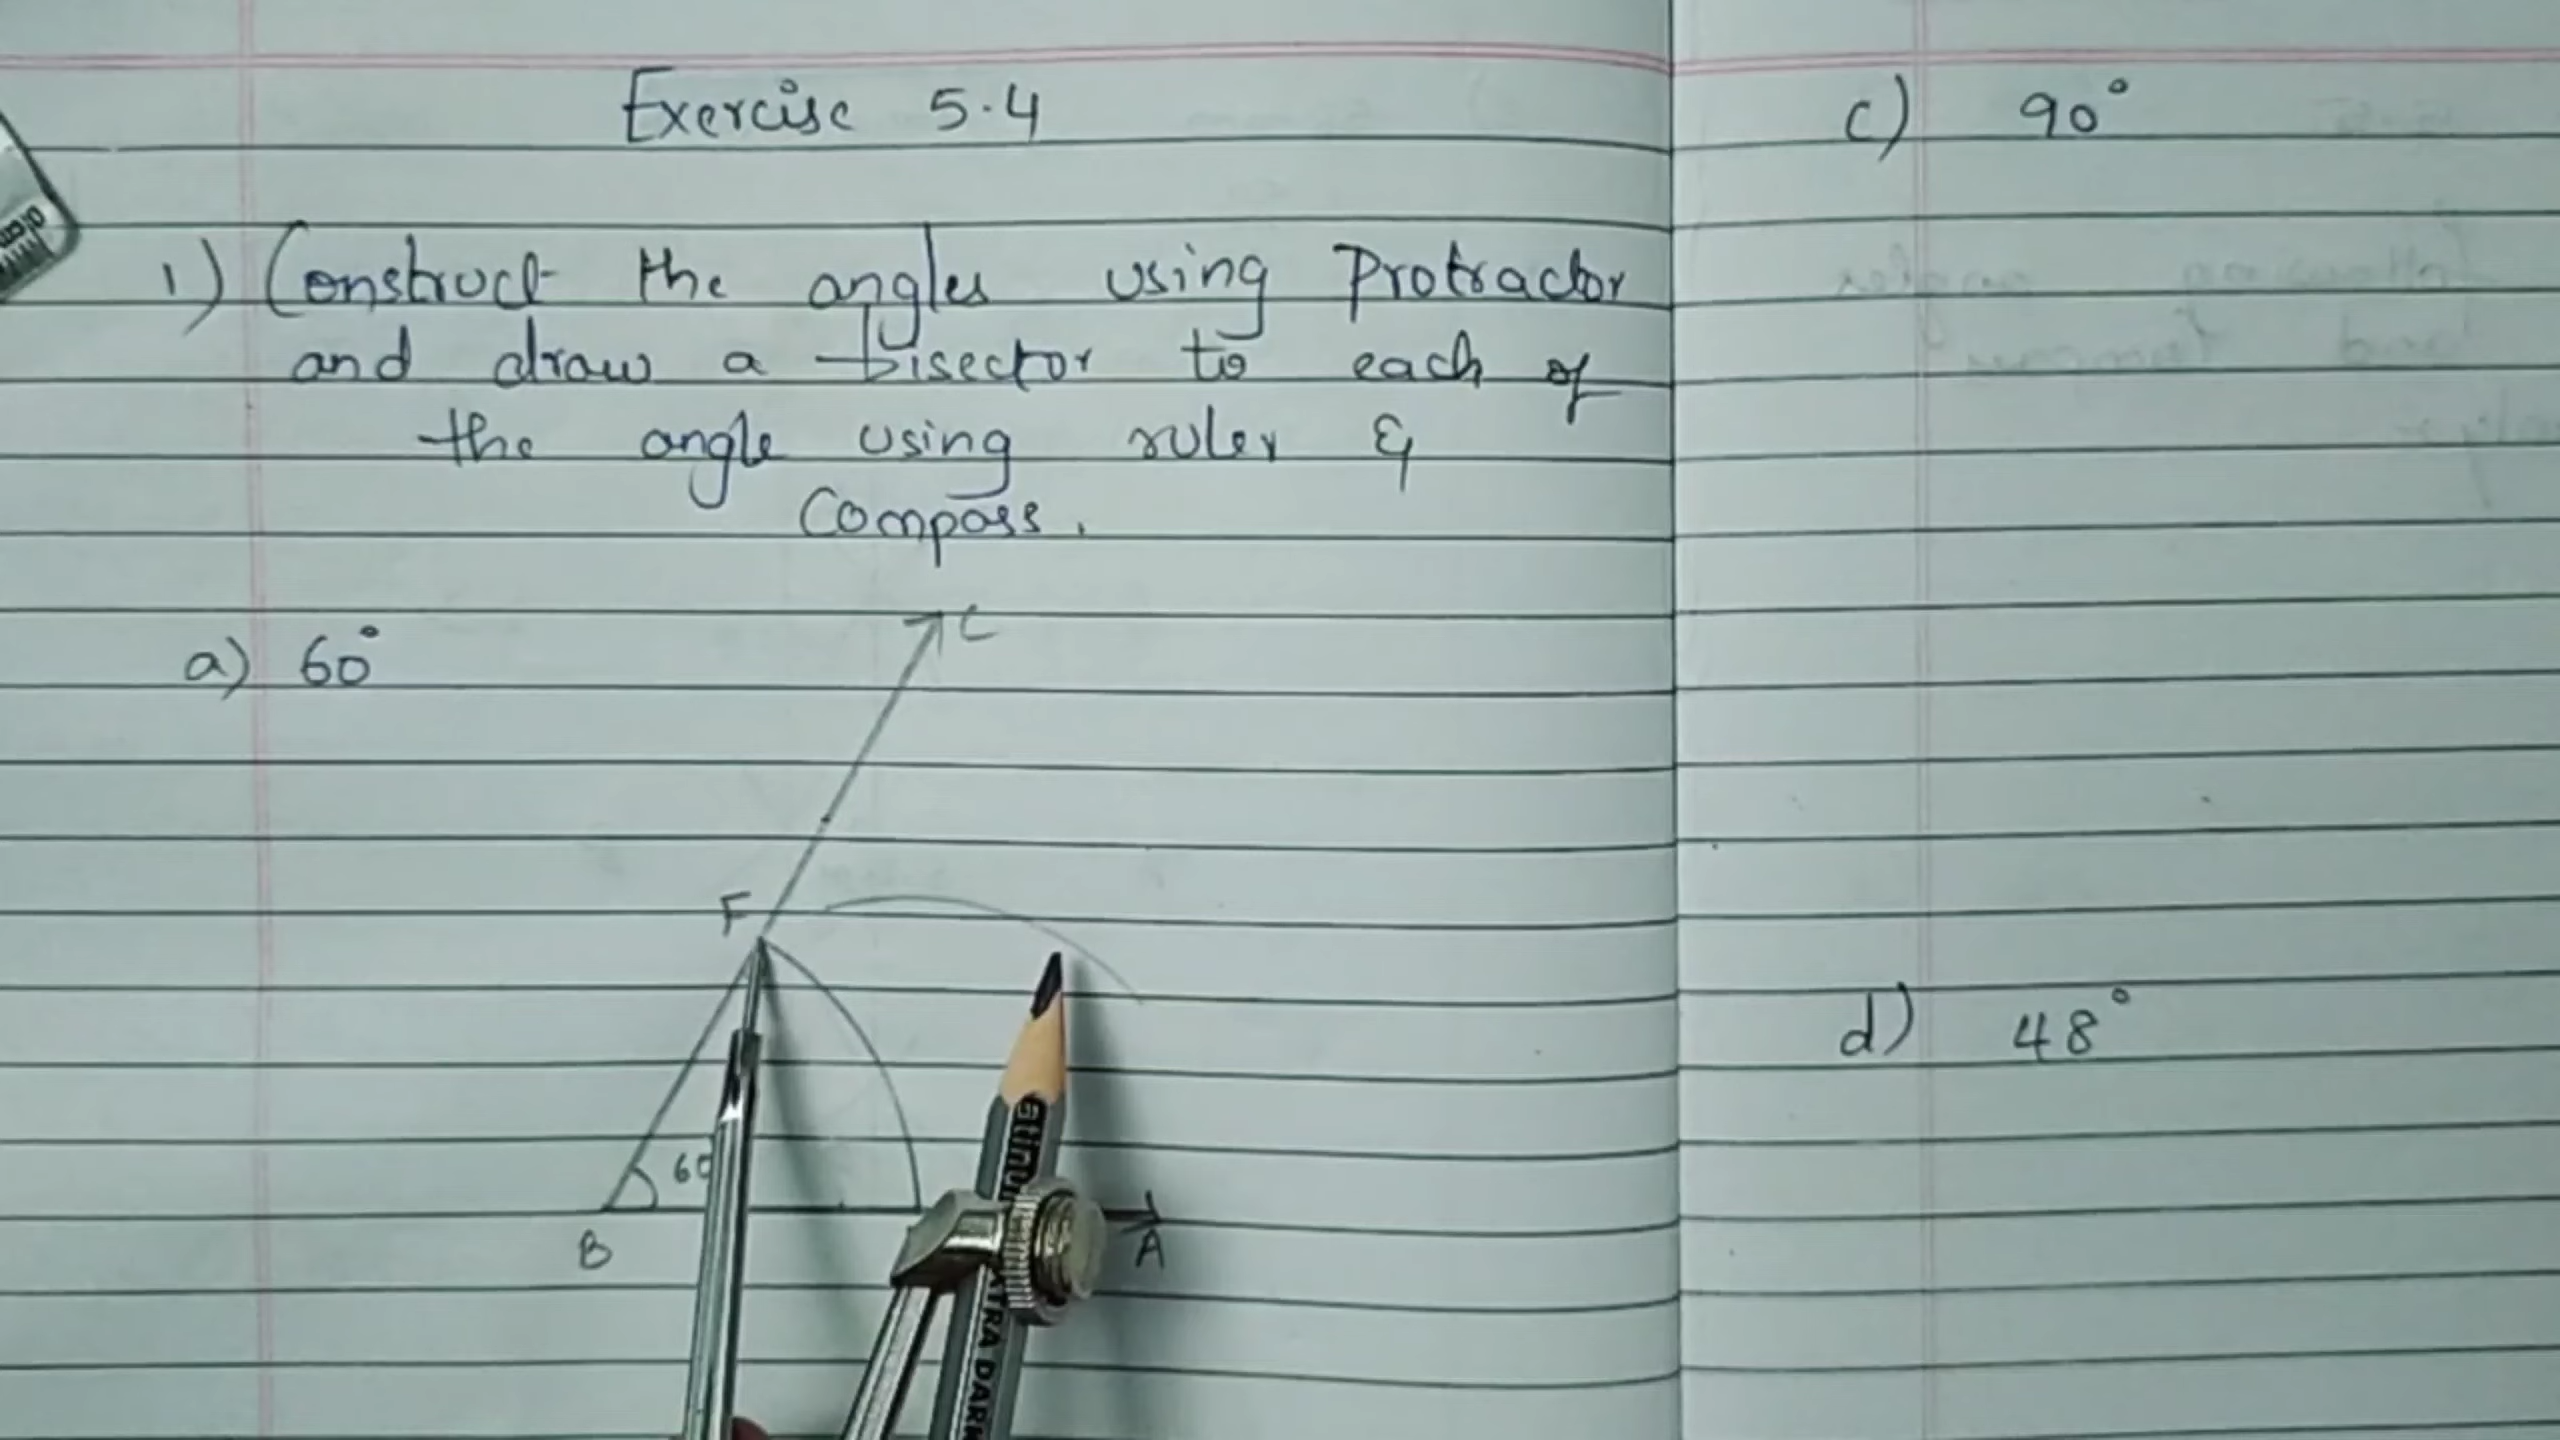 Exercise 5.4
1) Construct the angles using Protractor
and draw a bisector to each of
the angle using ruler &
Compass.
a) 60°
C
F
60
B
A
c) 90°
d) 48°